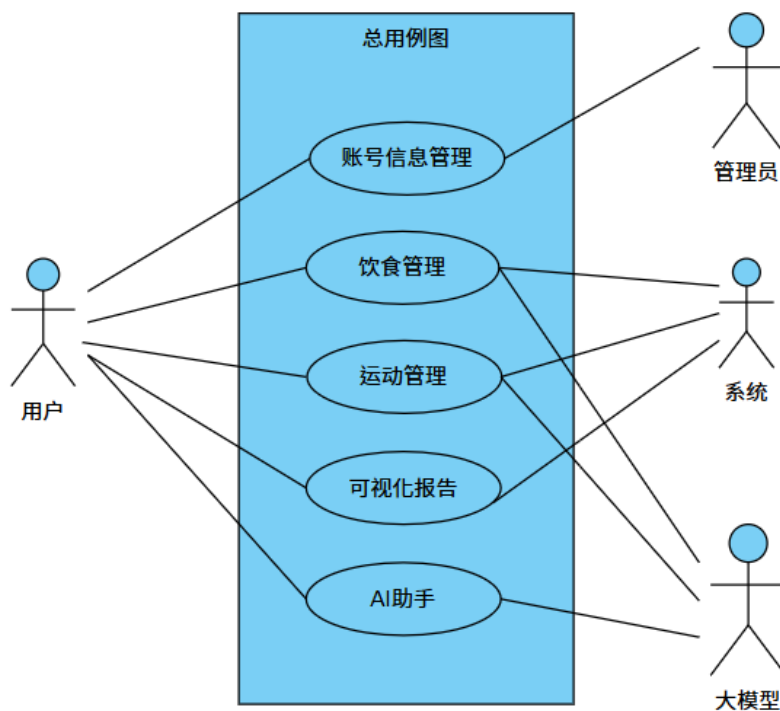 总用例图
账号信息管理
管理员
饮食管理
运动管理
系统
用户
可视化报告
AI助手
大模型